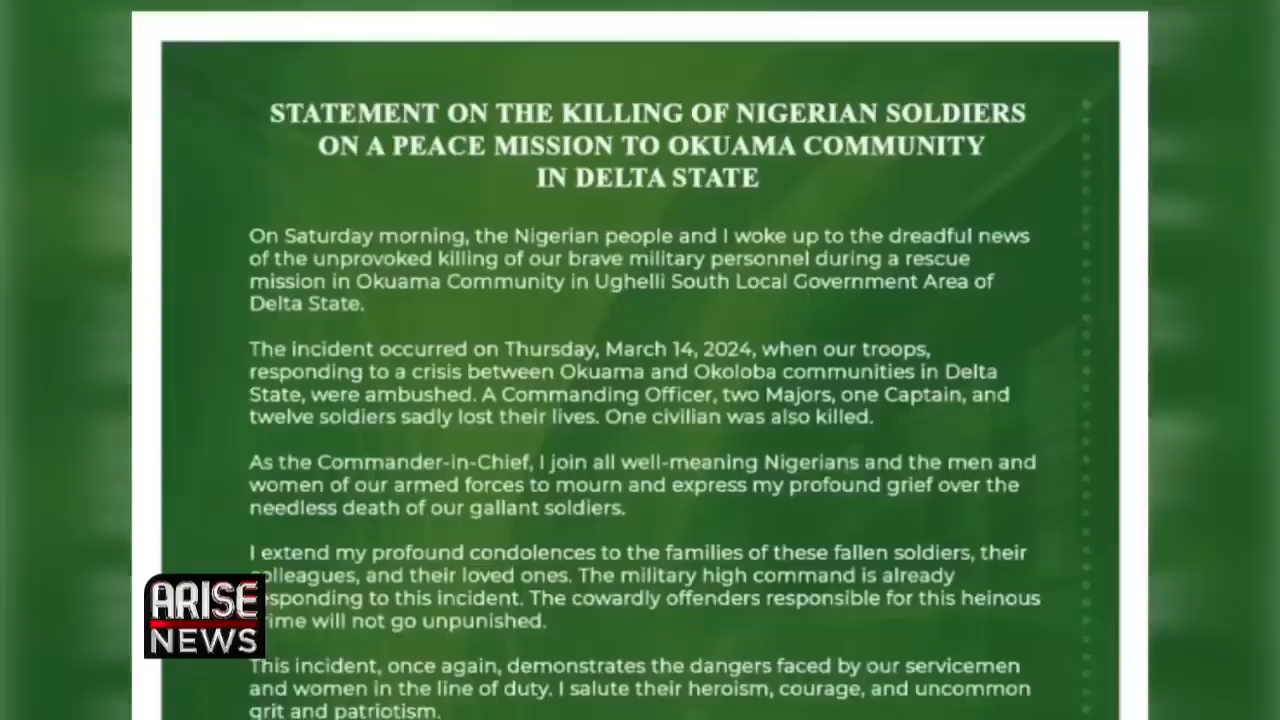 STATEMENT ON THE KILLING OF NIGERIAN SOLDIERS
ON A PEACE MISSION TO OKUAMA COMMUNITY
IN DELTA STATE
On Saturday morning, the Nigerian people and I woke up to the dreadful news
of the unprovoked killing of our brave military personnel during a rescue
mission in Okuama Community in Ughelli South Local Government Area of
Delta State.
The incident occurred on Thursday, March 14, 2024, when our troops,
responding to a crisis between Okuama and Okoloba communities in Delta
State, were ambushed. A Commanding Officer, two Majors, one Captain, and
twelve soldiers sadly lost their lives. One civilian was also killed.
As the Commander-in-Chief, I join all well-meaning Nigerians and the men and
women of our armed forces to mourn and express my profound grief over the
needless death of our gallant soldiers.
I extend my profound condolences to the families of these fallen soldiers, their
colleagues, and their loved ones. The military high command is already
responding to this incident. The cowardly offenders responsible for this heinous
crime will not go unpunished.
This incident, once again, demonstrates the dangers faced by our servicemen
and women in the line of duty. I salute their heroism, courage, and uncommon
grit and patriotism.
ARISE
NEWS